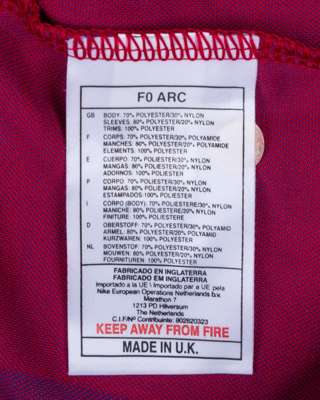 F0 ARC
GB BODY: 70% POLYESTER/30% NYLON
SLEEVES: 80% POLYESTER/20% NYLON
TRIMS: 100% POLYESTER
F CORPS: 70% POLYESTER/30% POLYAMIDE
MANCHES: 80% POLYESTER/20% POLYAMIDE
ELEMENTS: 100% POLYESTER
E CUERPO: 70% POLIESTER/30% NYLON
MANGAS: 80% POLIESTER/20% NYLON
ADORNOS: 100% POLIESTER
P CORPO: 70% POLIESTER/30% NYLON
MANGAS: 80% POLIESTER/20% NYLON
ESTAMPADOS 100% POLIESTER
I CORPO (BODY): 70% POLIESTERE/30% NYLON
MANICHE: 80% POLIESTERE/20% NYLON
FINITURE: 100% POLIESTERE
D OBERSTOFF: 70% POLYESTER/30% POLYAMID
ARMEL: 80% POLYESTER/20% POLYAMID
KURZWAREN: 100% POLYESTER
NL BOVENSTOF: 70% POLYESTER/30% NYLON
MOUWEN: 80% POLYESTER/20% NYLON
FOURNITUREN: 100% POLYESTER
FABRICADO EN INGLATERRA
FABRICADO EM INGLATERRA
Importado a la UE \ Importado par a UE pela
Nike European Operations Netherlands b.v.
Marathon 7
1213 PD Hilversum
The Netherlands
C.I.F/No Contribuinte: 802820323
KEEP AWAY FROM FIRE
MADE IN U.K.